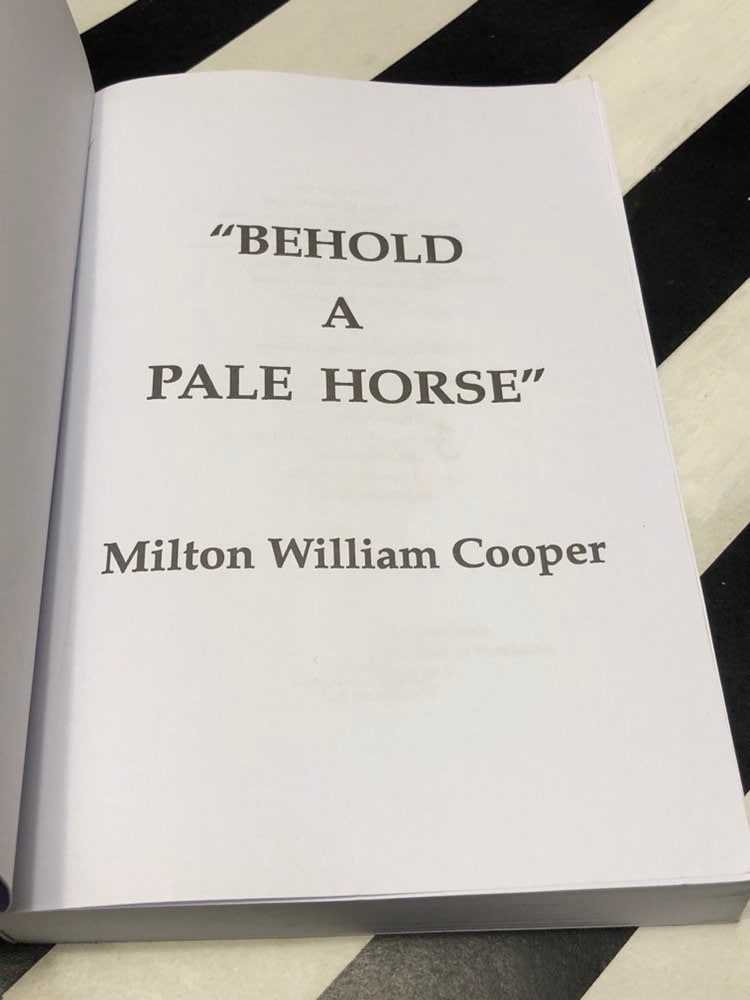 “BEHOLD
A
PALE HORSE”
Milton William Cooper